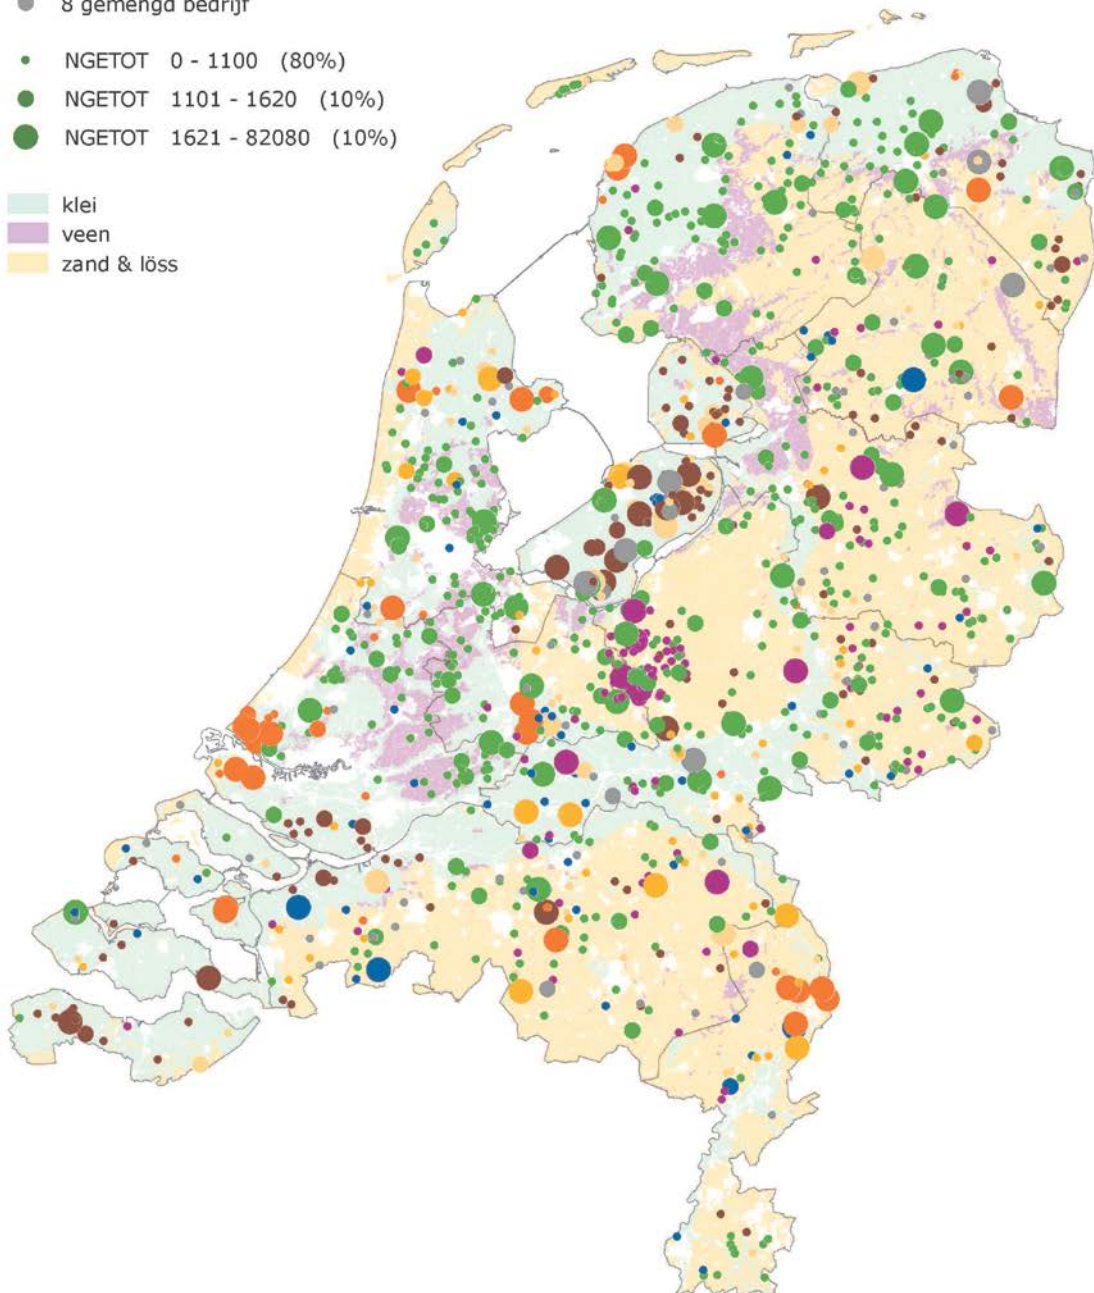 8 gemengd bedrijf
NGETOT 0 - 1100 (80%)
NGETOT 1101 - 1620 (10%)
NGETOT 1621 - 82080 (10%)
klei
veen
zand & löss